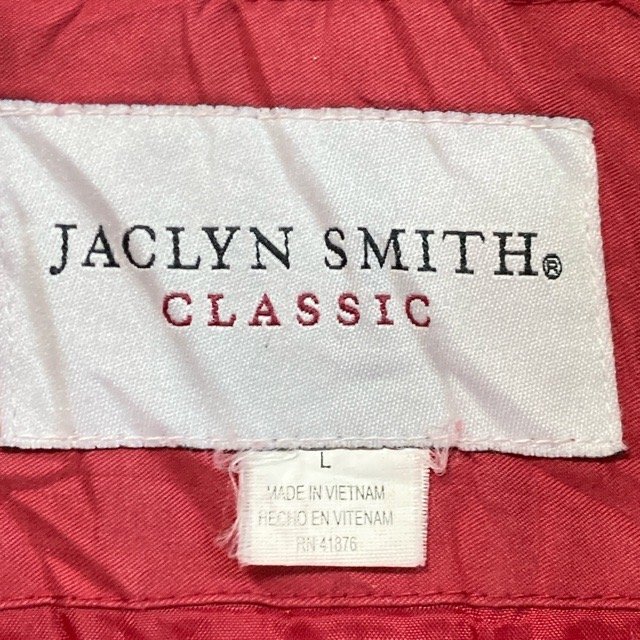 JACLYN SMITH®
CLASSIC
L
MADE IN VIETNAM
HECHO EN VITENAM
RN 41876